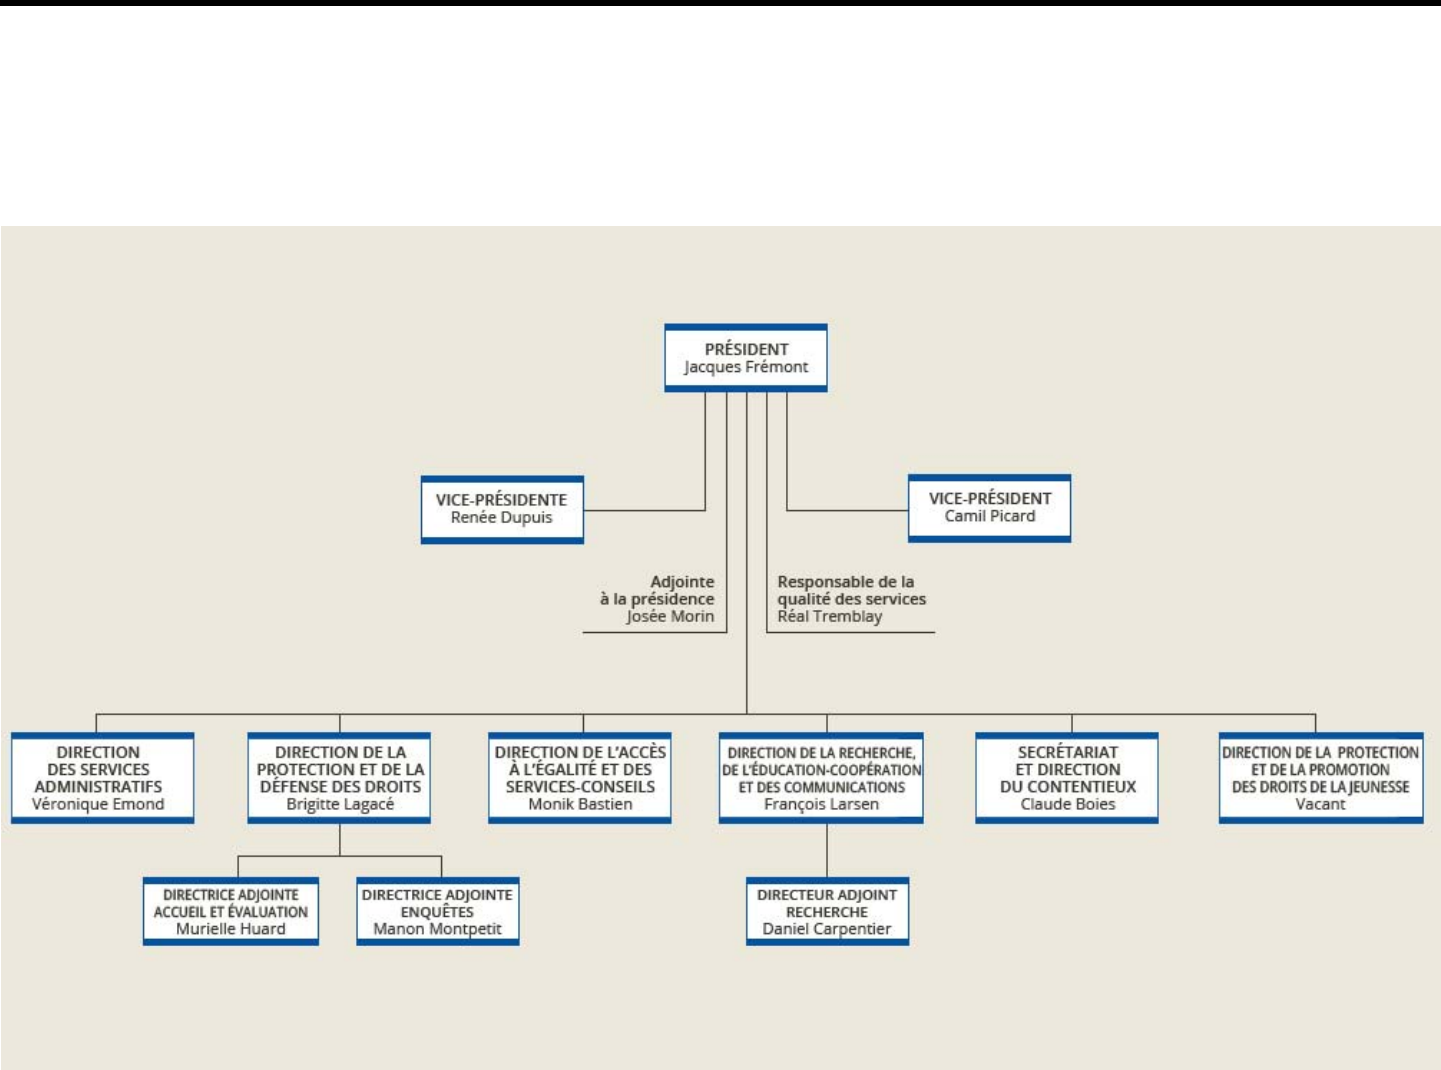 PRÉSIDENT
Jacques Frémont
VICE-PRÉSIDENTE
Renée Dupuis
VICE-PRÉSIDENT
Camil Picard
Adjointe
à la présidence
Josée Morin
Responsable de la
qualité des services
Réal Tremblay
DIRECTION
DES SERVICES
ADMINISTRATIFS
Véronique Emond
DIRECTION DE LA
PROTECTION ET DE LA
DÉFENSE DES DROITS
Brigitte Lagacé
DIRECTION DE L'ACCÈS
À L'ÉGALITÉ ET DES
SERVICES-CONSEILS
Monik Bastien
DIRECTION DE LA RECHERCHE,
DE L'ÉDUCATION-COOPÉRATION
ET DES COMMUNICATIONS
François Larsen
SECRÉTARIAT
ET DIRECTION
DU CONTENTIEUX
Claude Boies
DIRECTION DE LA PROTECTION
ET DE LA PROMOTION
DES DROITS DE LA JEUNESSE
Vacant
DIRECTRICE ADJOINTE
ACCUEIL ET ÉVALUATION
Murielle Huard
DIRECTRICE ADJOINTE
ENQUÊTES
Manon Montpetit
DIRECTEUR ADJOINT
RECHERCHE
Daniel Carpentier